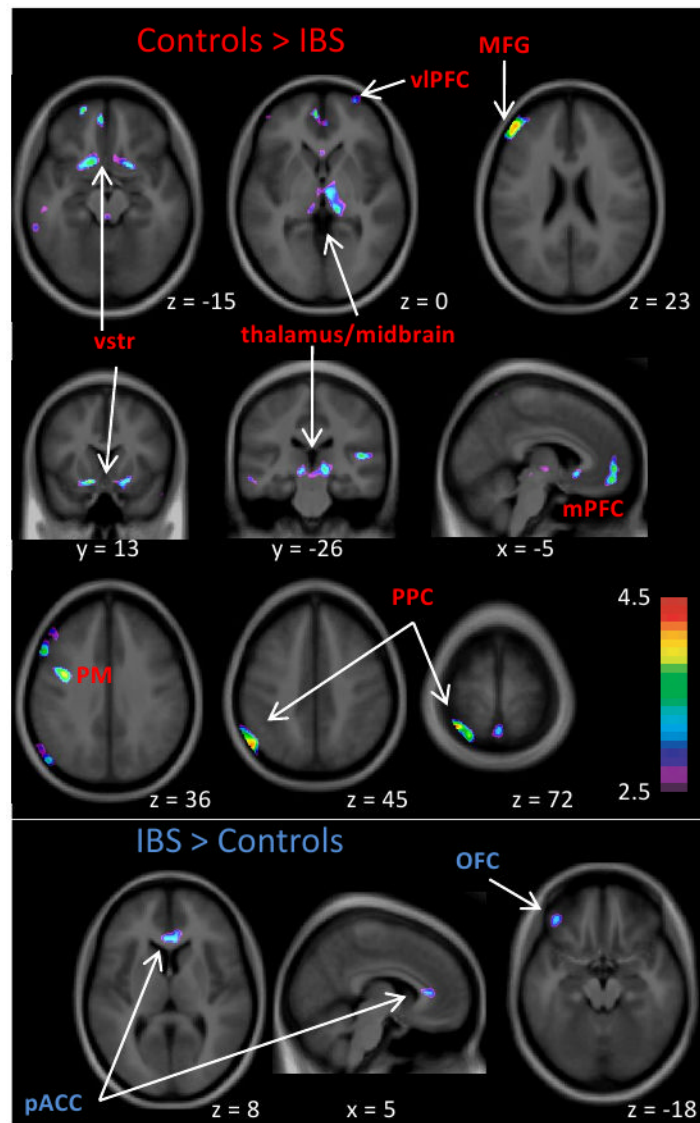 Controls > IBS
MFG
vlPFC
z = -15
z = 0
z = 23
vstr
thalamus/midbrain
mPFC
y = 13
y = -26
x = -5
PPC
4.5
PM
2.5
z = 36
z = 45
z = 72
IBS > Controls
OFC
pACC
z = 8
x = 5
z = -18